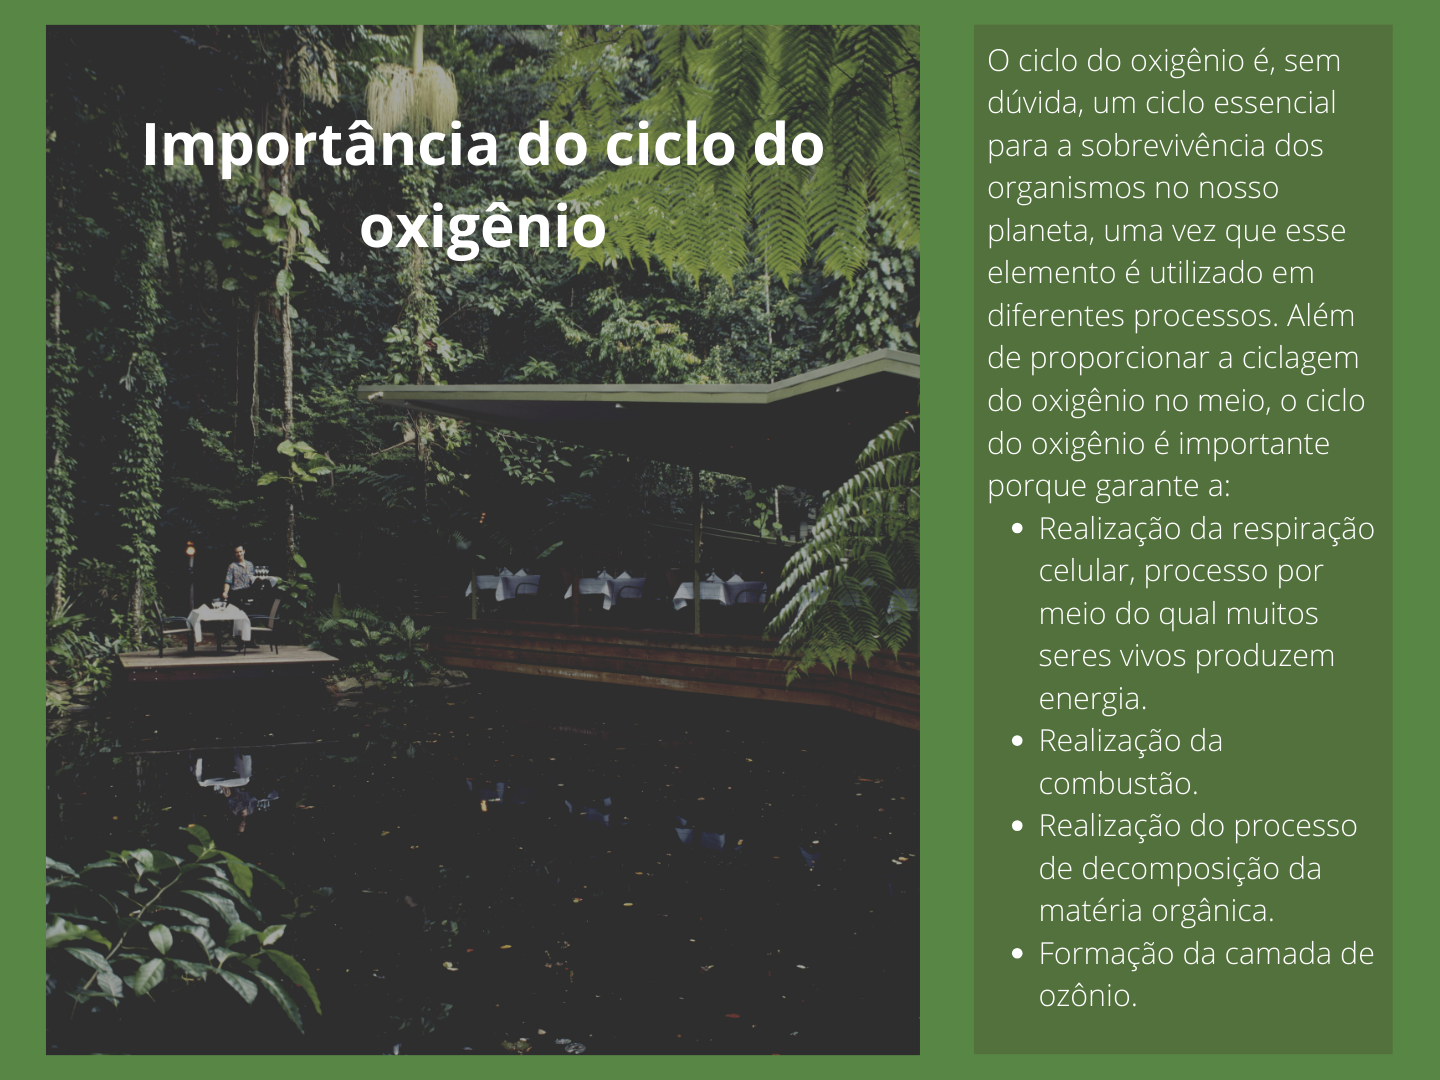 Importância do ciclo do
oxigênio
O ciclo do oxigênio é, sem
dúvida, um ciclo essencial
para a sobrevivência dos
organismos no nosso
planeta, uma vez que esse
elemento é utilizado em
diferentes processos. Além
de proporcionar a ciclagem
do oxigênio no meio, o ciclo
do oxigênio é importante
porque garante a:
• Realização da respiração
celular, processo por
meio do qual muitos
seres vivos produzem
energia.
• Realização da
combustão.
• Realização do processo
de decomposição da
matéria orgânica.
• Formação da camada de
ozônio.